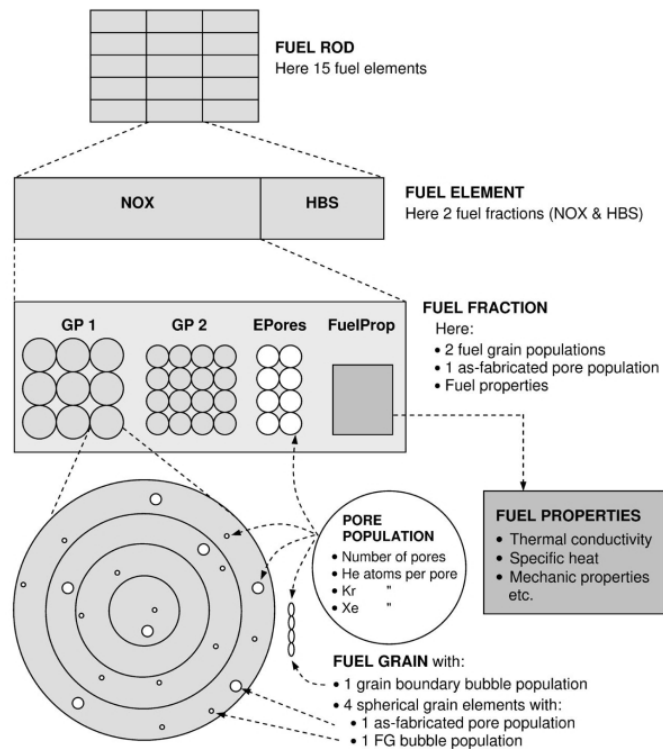 FUEL ROD
Here 15 fuel elements
NOX
HBS
FUEL ELEMENT
Here 2 fuel fractions (NOX & HBS)
GP 1
GP 2
EPores
FuelProp
FUEL FRACTION
Here:
• 2 fuel grain populations
• 1 as-fabricated pore population
• Fuel properties
PORE
POPULATION
• Number of pores
• He atoms per pore
• Kr "
• Xe "
FUEL PROPERTIES
• Thermal conductivity
• Specific heat
• Mechanic properties
etc.
FUEL GRAIN with:
• 1 grain boundary bubble population
• 4 spherical grain elements with:
• 1 as-fabricated pore population
• 1 FG bubble population